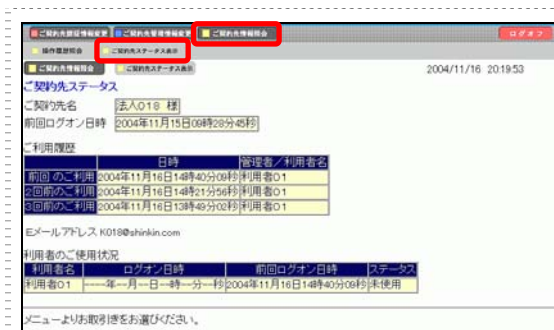 ご契約先認証情報変更 ご契約先管理情報変更 ご契約先情報照会 ログオフ
操作履歴照会 ご契約先ステータス表示
ご契約先情報照会 ご契約先ステータス表示 2004/11/16 20:19:53
ご契約先ステータス
ご契約先名 法人018 様
前回ログオン日時 2004年11月15日09時28分45秒
ご利用履歴
日時 管理者/利用者名
前回 のご利用 2004年11月16日14時40分09秒 利用者01
2回前のご利用 2004年11月16日14時21分56秒 利用者01
3回前のご利用 2004年11月16日13時49分02秒 利用者01
Eメールアドレス K018@shinkin.com
利用者のご使用状況
利用者名 ログオン日時 前回ログオン日時 ステータス
利用者01 ----年--月--日--時--分--秒 2004年11月16日14時40分09秒 未使用
メニューよりお取引きをお選びください。